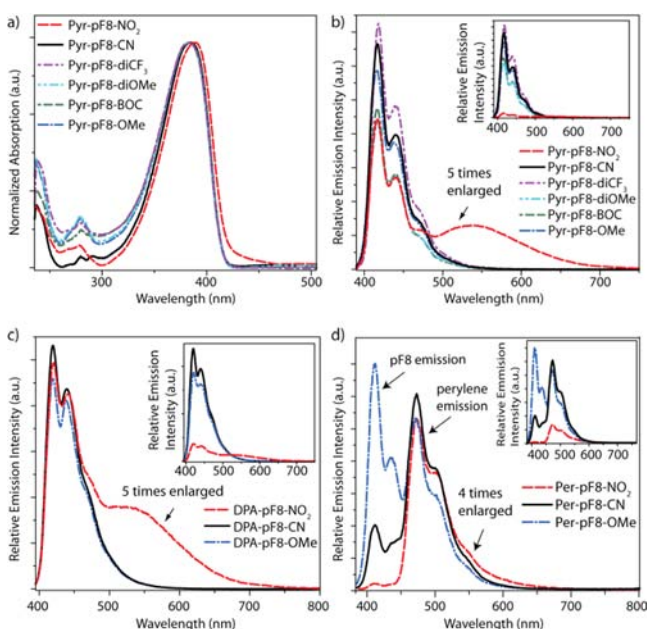 a)
Pyr-pF8-NO₂
Pyr-pF8-CN
Pyr-pF8-diCF₃
Pyr-pF8-diOMe
Pyr-pF8-BOC
Pyr-pF8-OMe
Normalized Absorption (a.u.)
300
400
500
Wavelength (nm)
b)
Relative Emission Intensity (a.u.)
Relative Emission
Intensity (a.u.)
400
500
600
700
5 times
enlarged
Pyr-pF8-NO₂
Pyr-pF8-CN
Pyr-pF8-diCF₃
Pyr-pF8-diOMe
Pyr-pF8-BOC
Pyr-pF8-OMe
400
500
600
700
Wavelength (nm)
c)
Relative Emission Intensity (a.u.)
Relative Emission
Intensity (a.u.)
400
500
600
700
5 times enlarged
DPA-pF8-NO₂
DPA-pF8-CN
DPA-pF8-OMe
400
500
600
700
800
Wavelength (nm)
d)
Relative Emission Intensity (a.u.)
pF8 emission
perylene
emission
Relative Emmision
Intensity (a.u.)
400
500
600
700
4 times
enlarged
Per-pF8-NO₂
Per-pF8-CN
Per-pF8-OMe
400
500
600
700
800
Wavelength (nm)